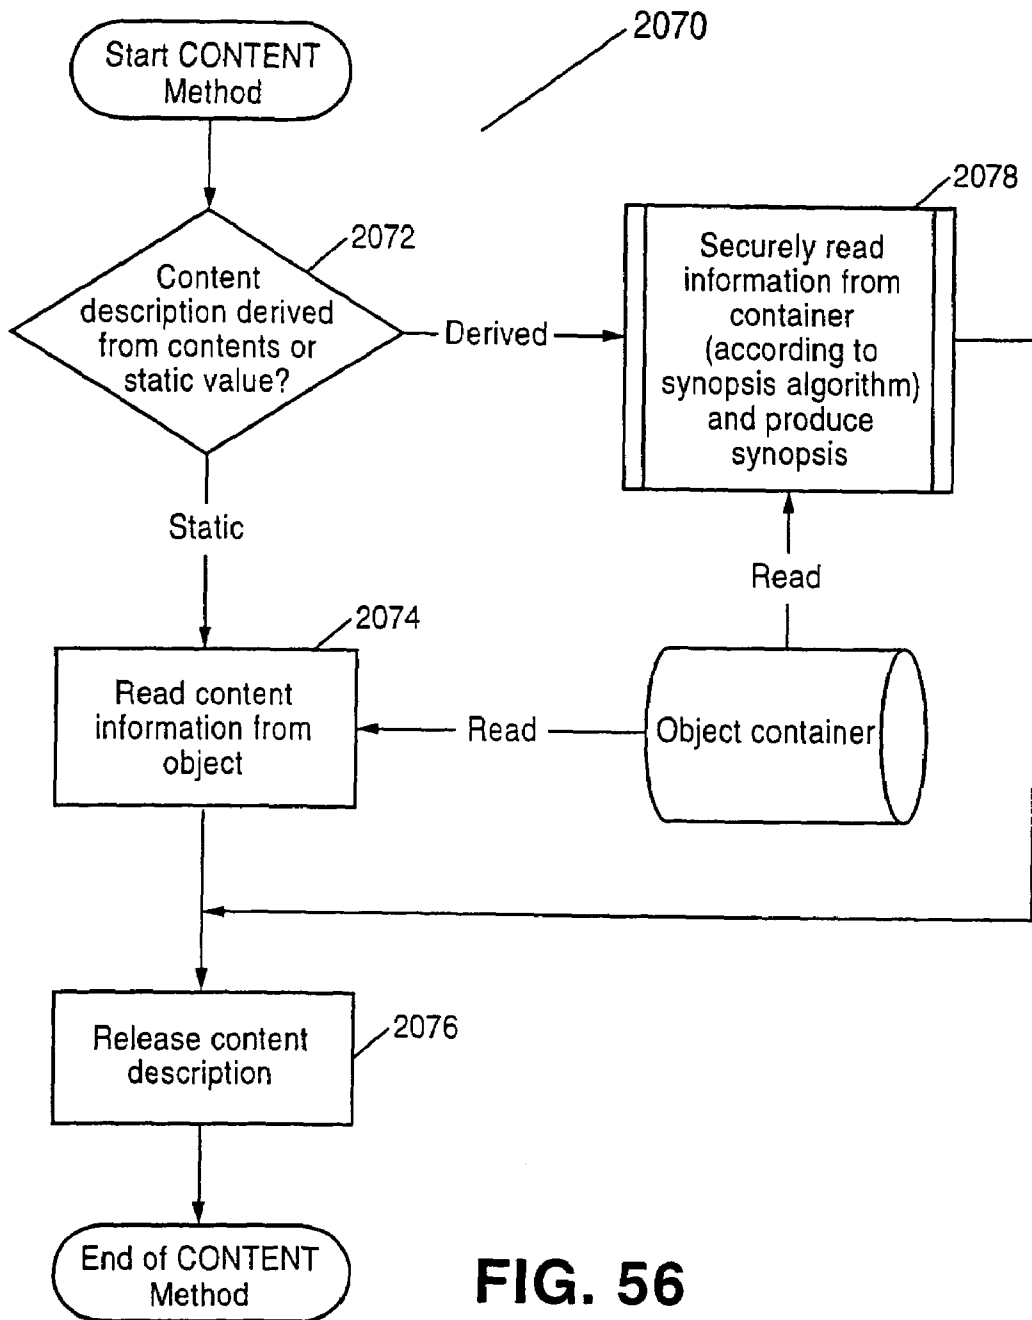 2070
Start CONTENT
Method
2072
Content
description derived
from contents or
static value?
Derived
2078
Securely read
information from
container
(according to
synopsis algorithm)
and produce
synopsis
Static
Read
2074
Read content
information from
object
Read
Object container
2076
Release content
description
End of CONTENT
Method
FIG. 56